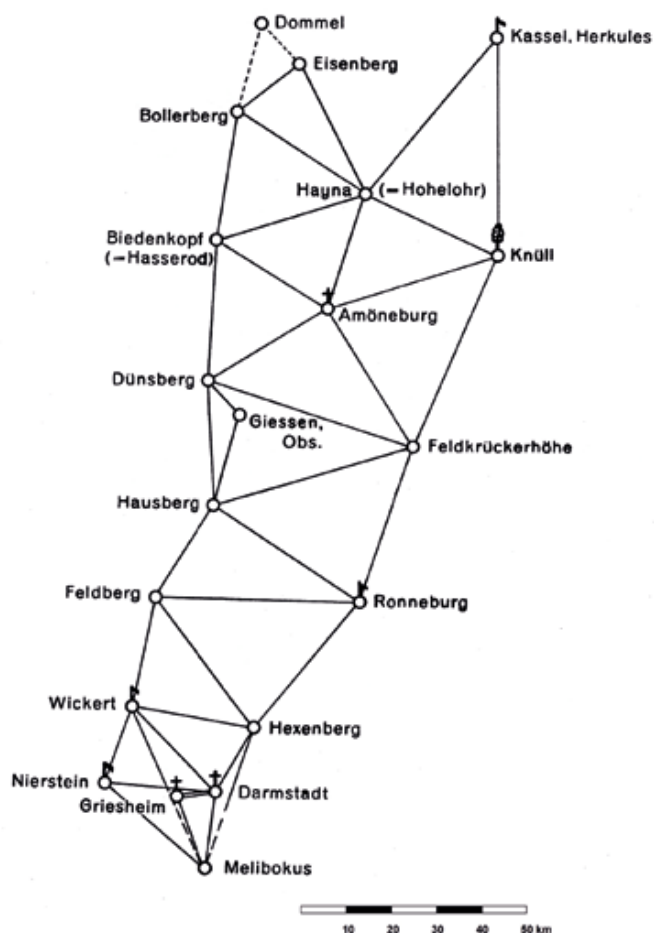 Dommel
Kassel, Herkules
Eisenberg
Bollerberg
Hayna (=Hohelohr)
Biedenkopf
(=Hasserod)
Knüll
Amöneburg
Dünsberg
Giessen,
Obs.
Feldkrückerhöhe
Hausberg
Feldberg
Ronneburg
Wickert
Hexenberg
Nierstein
Griesheim
Darmstadt
Melibokus
10 20 30 40 50 km